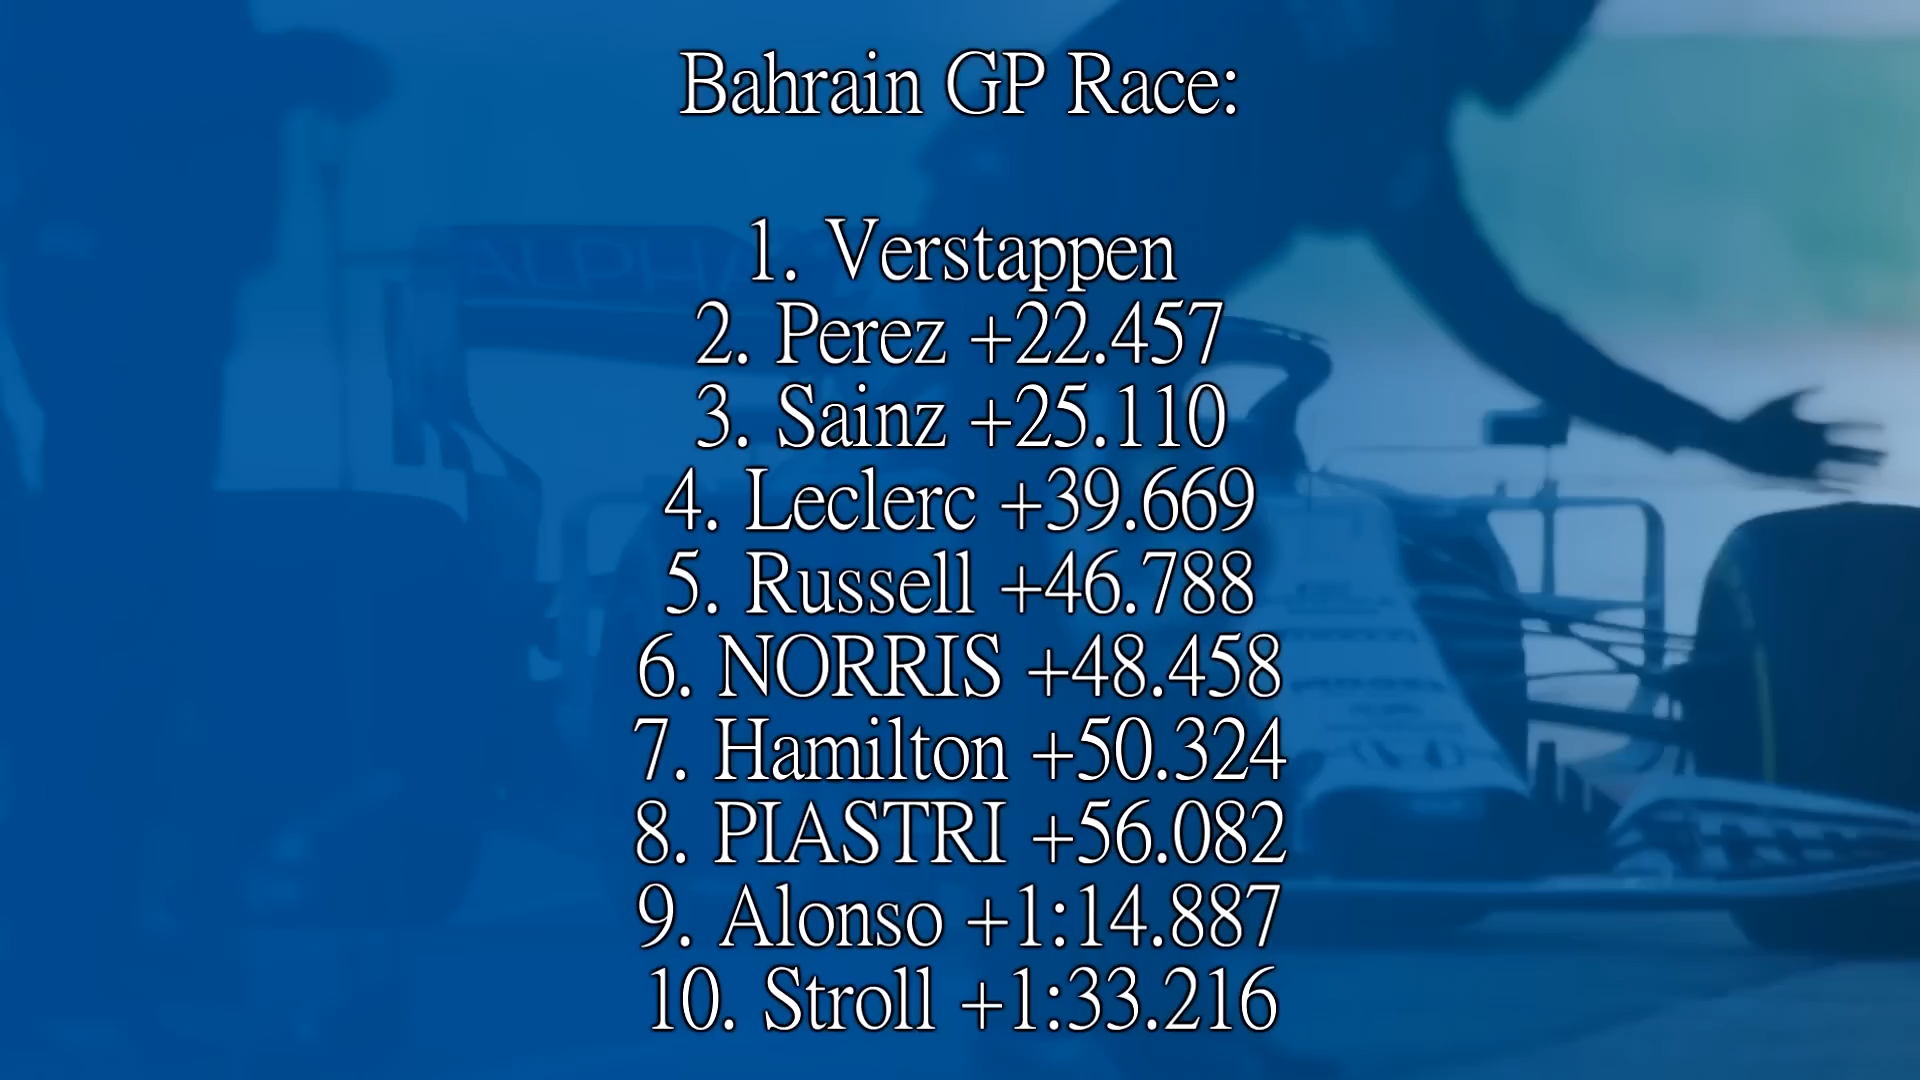 Bahrain GP Race:
1. Verstappen
2. Perez +22.457
3. Sainz +25.110
4. Leclerc +39.669
5. Russell +46.788
6. NORRIS +48.458
7. Hamilton +50.324
8. PIASTRI +56.082
9. Alonso +1:14.887
10. Stroll +1:33.216
ALPHA